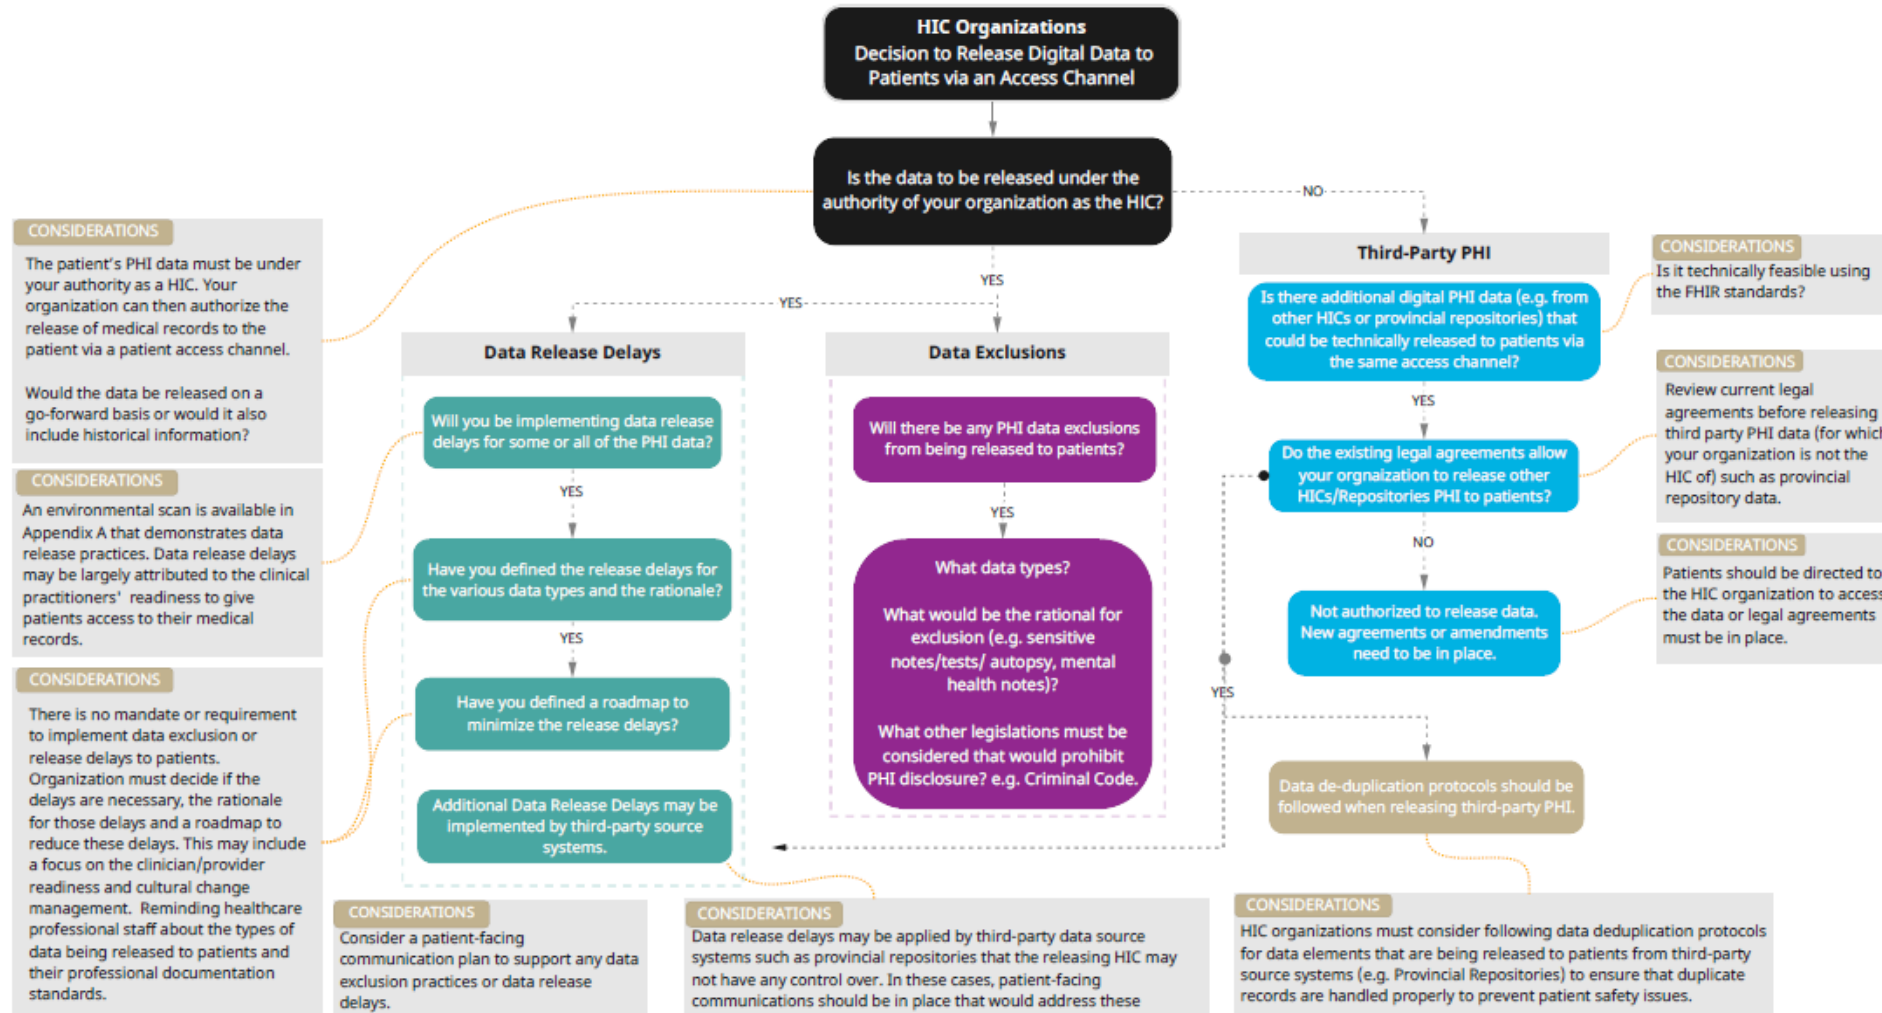 HIC Organizations
Decision to Release Digital Data to
Patients via an Access Channel
Is the data to be released under the
authority of your organization as the HIC?
NO
YES
YES
CONSIDERATIONS
The patient's PHI data must be under
your authority as a HIC. Your
organization can then authorize the
release of medical records to the
patient via a patient access channel.
Would the data be released on a
go-forward basis or would it also
include historical information?
CONSIDERATIONS
An environmental scan is available in
Appendix A that demonstrates data
release practices. Data release delays
may be largely attributed to the clinical
practitioners' readiness to give
patients access to their medical
records.
CONSIDERATIONS
There is no mandate or requirement
to implement data exclusion or
release delays to patients.
Organization must decide if the
delays are necessary, the rationale
for those delays and a roadmap to
reduce these delays. This may include
a focus on the clinician/provider
readiness and cultural change
management. Reminding healthcare
professional staff about the types of
data being released to patients and
their professional documentation
standards.
Data Release Delays
Will you be implementing data release
delays for some or all of the PHI data?
YES
Have you defined the release delays for
the various data types and the rationale?
YES
Have you defined a roadmap to
minimize the release delays?
Additional Data Release Delays may be
implemented by third-party source
systems.
CONSIDERATIONS
Consider a patient-facing
communication plan to support any data
exclusion practices or data release
delays.
Data Exclusions
Will there be any PHI data exclusions
from being released to patients?
YES
What data types?
What would be the rational for
exclusion (e.g. sensitive
notes/tests/ autopsy, mental
health notes)?
What other legislations must be
considered that would prohibit
PHI disclosure? e.g. Criminal Code.
CONSIDERATIONS
Data release delays may be applied by third-party data source
systems such as provincial repositories that the releasing HIC may
not have any control over. In these cases, patient-facing
communications should be in place that would address these
Third-Party PHI
Is there additional digital PHI data (e.g. from
other HICs or provincial repositories) that
could be technically released to patients via
the same access channel?
YES
Do the existing legal agreements allow
your orgnaization to release other
HICs/Repositories PHI to patients?
NO
Not authorized to release data.
New agreements or amendments
need to be in place.
YES
Data de-duplication protocols should be
followed when releasing third-party PHI.
CONSIDERATIONS
HIC organizations must consider following data deduplication protocols
for data elements that are being released to patients from third-party
source systems (e.g. Provincial Repositories) to ensure that duplicate
records are handled properly to prevent patient safety issues.
CONSIDERATIONS
Is it technically feasible using
the FHIR standards?
CONSIDERATIONS
Review current legal
agreements before releasing
third party PHI data (for which
your organization is not the
HIC of) such as provincial
repository data.
CONSIDERATIONS
Patients should be directed to
the HIC organization to access
the data or legal agreements
must be in place.